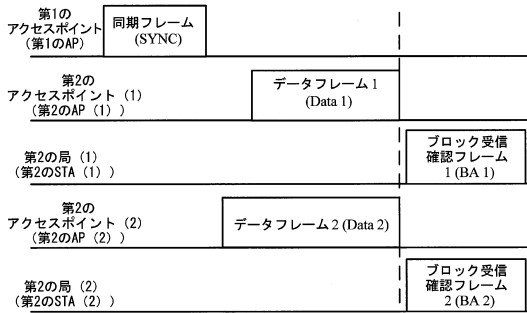 第1の
アクセスポイント
(第1のAP)
同期フレーム
(SYNC)
第2の
アクセスポイント (1)
(第2のAP (1) )
データフレーム 1
(Data 1)
第2の局 (1)
(第2のSTA (1) )
ブロック受信
確認フレーム
1 (BA 1)
第2の
アクセスポイント (2)
(第2のAP (2) )
データフレーム 2 (Data 2)
第2の局 (2)
(第2のSTA (2) )
ブロック受信
確認フレーム
2 (BA 2)